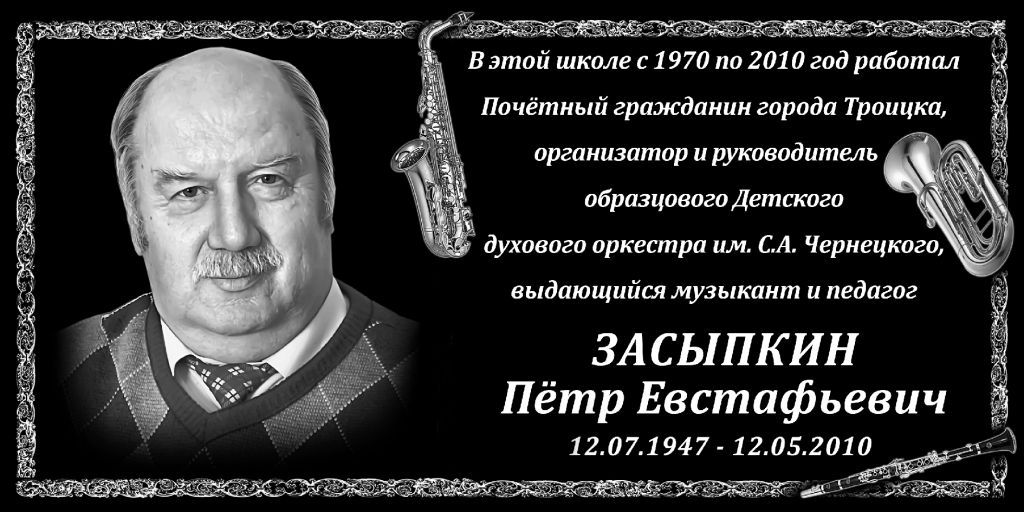 В этой школе с 1970 по 2010 год работал
Почётный гражданин города Троицка,
организатор и руководитель
образцового Детского
духового оркестра им. С.А. Чернецкого,
выдающийся музыкант и педагог
ЗАСЫПКИН
Пётр Евстафьевич
12.07.1947 - 12.05.2010